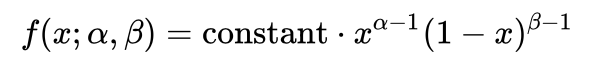 f(x; α, β) = constant · x^{α−1}(1 − x)^{β−1}